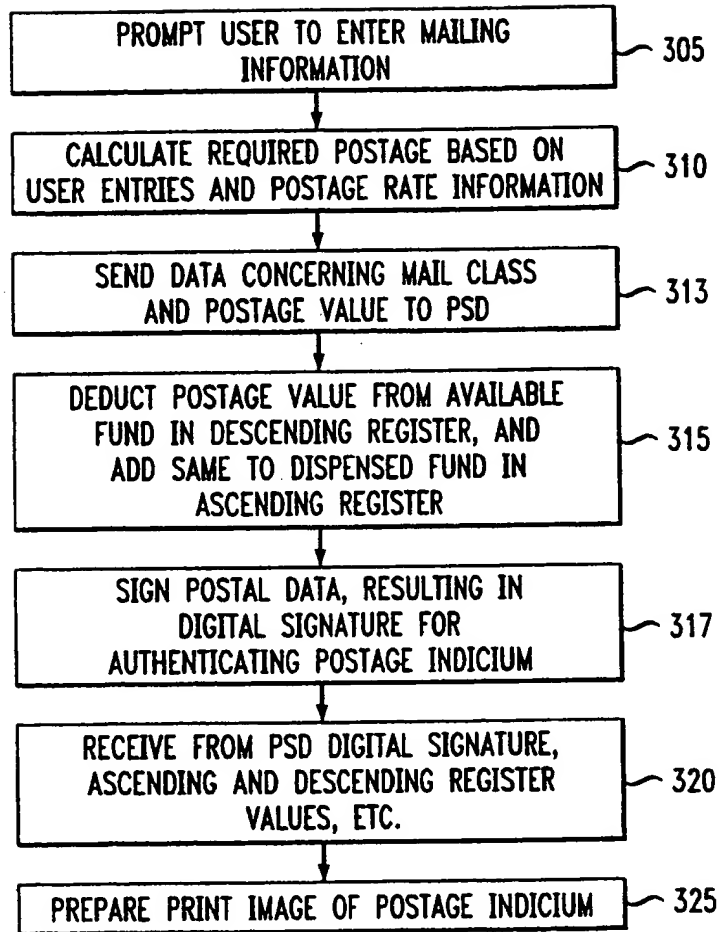 PROMPT USER TO ENTER MAILING
INFORMATION
305
CALCULATE REQUIRED POSTAGE BASED ON
USER ENTRIES AND POSTAGE RATE INFORMATION
310
SEND DATA CONCERNING MAIL CLASS
AND POSTAGE VALUE TO PSD
313
DEDUCT POSTAGE VALUE FROM AVAILABLE
FUND IN DESCENDING REGISTER, AND
ADD SAME TO DISPENSED FUND IN
ASCENDING REGISTER
315
SIGN POSTAL DATA, RESULTING IN
DIGITAL SIGNATURE FOR
AUTHENTICATING POSTAGE INDICIUM
317
RECEIVE FROM PSD DIGITAL SIGNATURE,
ASCENDING AND DESCENDING REGISTER
VALUES, ETC.
320
PREPARE PRINT IMAGE OF POSTAGE INDICIUM
325